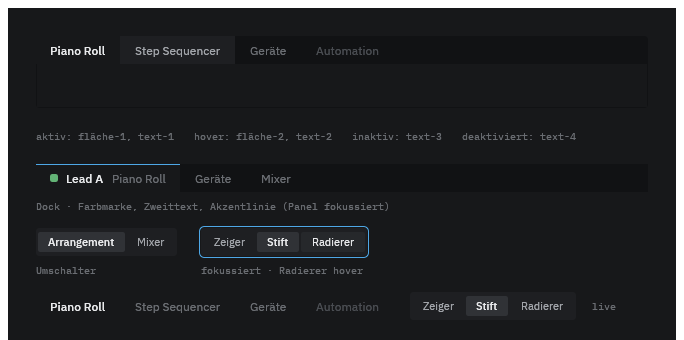 Piano Roll Step Sequencer Geräte Automation
aktiv: fläche-1, text-1 hover: fläche-2, text-2 inaktiv: text-3 deaktiviert: text-4
Lead A Piano Roll Geräte Mixer
Dock · Farbmarke, Zweittext, Akzentlinie (Panel fokussiert)
Arrangement Mixer Zeiger Stift Radierer
Umschalter fokussiert · Radierer hover
Piano Roll Step Sequencer Geräte Automation Zeiger Stift Radierer live